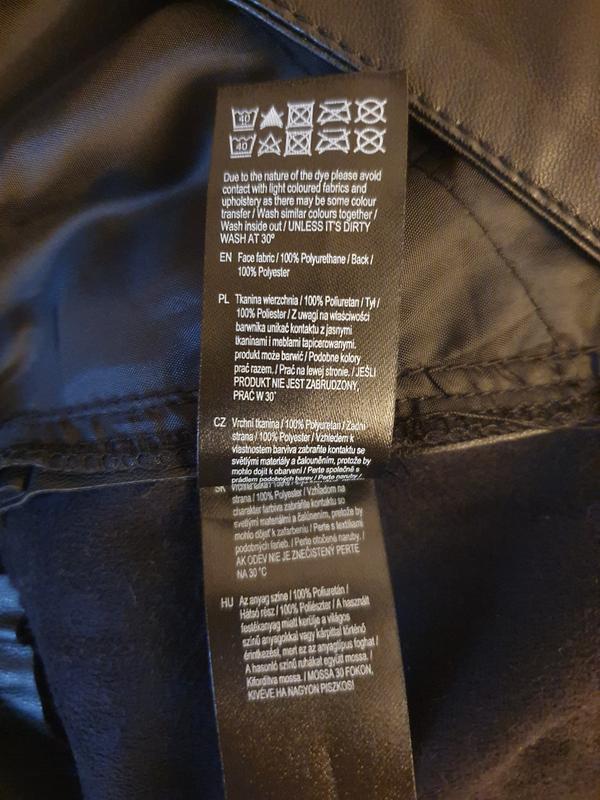 40
40
Due to the nature of the dye please avoid
contact with light coloured fabrics and
upholstery as there may be some colour
transfer / Wash similar colours together /
Wash inside out / UNLESS IT'S DIRTY
WASH AT 30º
EN Face fabric / 100% Polyurethane / Back /
100% Polyester
PL Tkanina wierzchnia / 100% Poliuretan / Tył /
100% Poliester / Z uwagi na właściwości
barwnika unikać kontaktu z jasnymi
tkaninami i meblami tapicerowanymi.
produkt może barwić / Podobne kolory
prać razem. / Prać na lewej stronie. / JEŚLI
PRODUKT NIE JEST ZABRUDZONY,
PRAĆ W 30°
CZ Vrchní tkanina / 100% Polyuretan / Zadní
strana / 100% Polyester / Vzhledem k
vlastnostem barviva zabraňte kontaktu se
světlými materiály a čalouněním, protože by
mohlo dojít k obarvení / Perte společně s
prádlem podobných barev / Perte naruby /
strana / 100% Polyester / Vzhľadom na
charakter farbiva zabráňte kontaktu so
svetlými materiálmi a čalúnením, pretože by
mohlo dôjsť k zafarbeniu / Perte s textíliami
podobných farieb. / Perte otočené naruby. /
AK ODEV NIE JE ZNEČISTENÝ PERTE
NA 30 °C
HU Az anyag színe / 100% Poliuretán /
Hátsó rész / 100% Poliészter / A használt
festékanyag miatt kerülje a világos
színű anyagokkal vagy kárpittal történő
érintkezést, mert ez az anyagtípus foghat /
A hasonló színű ruhákat együtt mossa. /
Kifordítva mossa. / MOSSA 30 FOKON,
KIVÉVE HA NAGYON PISZKOS!